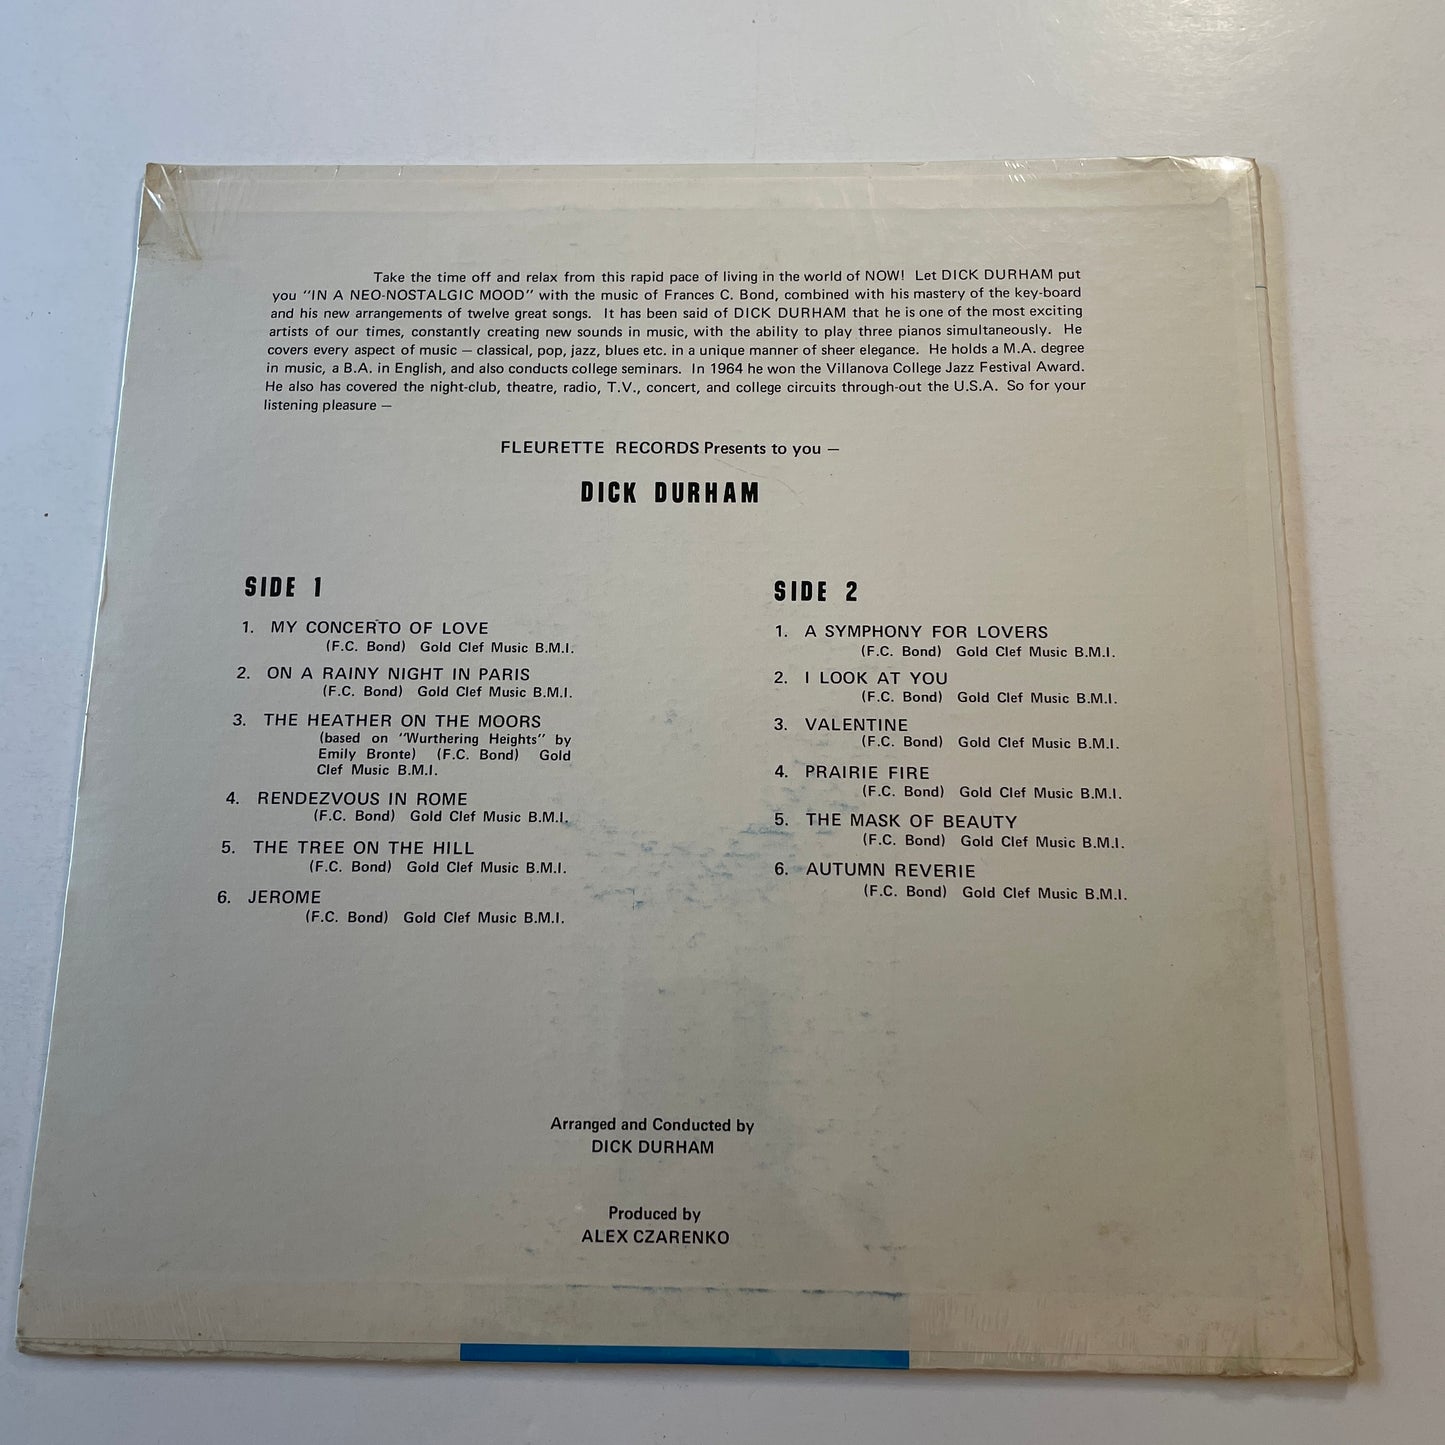 Take the time off and relax from this rapid pace of living in the world of NOW! Let DICK DURHAM put
you "IN A NEO-NOSTALGIC MOOD" with the music of Frances C. Bond, combined with his mastery of the key-board
and his new arrangements of twelve great songs. It has been said of DICK DURHAM that he is one of the most exciting
artists of our times, constantly creating new sounds in music, with the ability to play three pianos simultaneously. He
covers every aspect of music — classical, pop, jazz, blues etc. in a unique manner of sheer elegance. He holds a M.A. degree
in music, a B.A. in English, and also conducts college seminars. In 1964 he won the Villanova College Jazz Festival Award.
He also has covered the night-club, theatre, radio, T.V., concert, and college circuits through-out the U.S.A. So for your
listening pleasure —
FLEURETTE RECORDS Presents to you —
DICK DURHAM
SIDE 1
1. MY CONCERTO OF LOVE
(F.C. Bond) Gold Clef Music B.M.I.
2. ON A RAINY NIGHT IN PARIS
(F.C. Bond) Gold Clef Music B.M.I.
3. THE HEATHER ON THE MOORS
(based on "Wurthering Heights" by
Emily Bronte) (F.C. Bond) Gold
Clef Music B.M.I.
4. RENDEZVOUS IN ROME
(F.C. Bond) Gold Clef Music B.M.I.
5. THE TREE ON THE HILL
(F.C. Bond) Gold Clef Music B.M.I.
6. JEROME
(F.C. Bond) Gold Clef Music B.M.I.
SIDE 2
1. A SYMPHONY FOR LOVERS
(F.C. Bond) Gold Clef Music B.M.I.
2. I LOOK AT YOU
(F.C. Bond) Gold Clef Music B.M.I.
3. VALENTINE
(F.C. Bond) Gold Clef Music B.M.I.
4. PRAIRIE FIRE
(F.C. Bond) Gold Clef Music B.M.I.
5. THE MASK OF BEAUTY
(F.C. Bond) Gold Clef Music B.M.I.
6. AUTUMN REVERIE
(F.C. Bond) Gold Clef Music B.M.I.
Arranged and Conducted by
DICK DURHAM
Produced by
ALEX CZARENKO